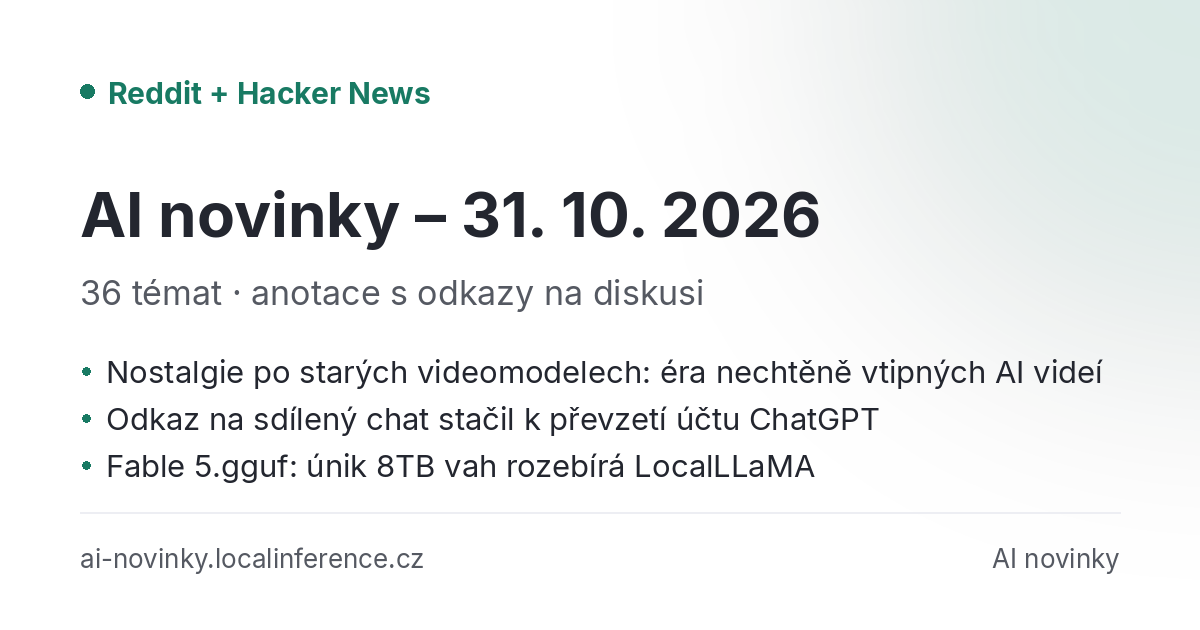 Reddit + Hacker News
AI novinky – 31. 10. 2026
36 témat · anotace s odkazy na diskusi
• Nostalgie po starých videomodelech: éra nechtěně vtipných AI videí
• Odkaz na sdílený chat stačil k převzetí účtu ChatGPT
• Fable 5.gguf: únik 8TB vah rozebírá LocalLLaMA
ai-novinky.localinference.cz
AI novinky